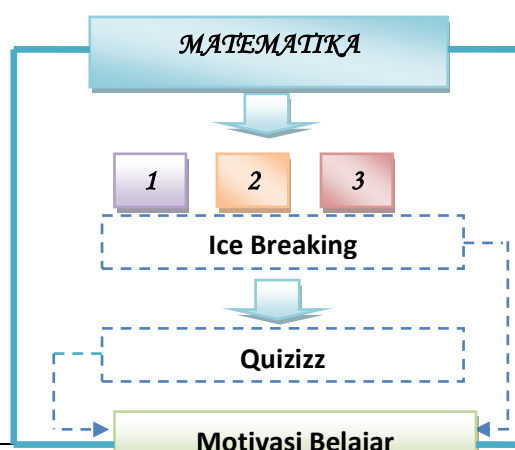 MATEMATIKA
1 2 3
Ice Breaking
Quizizz
Motivasi Belajar